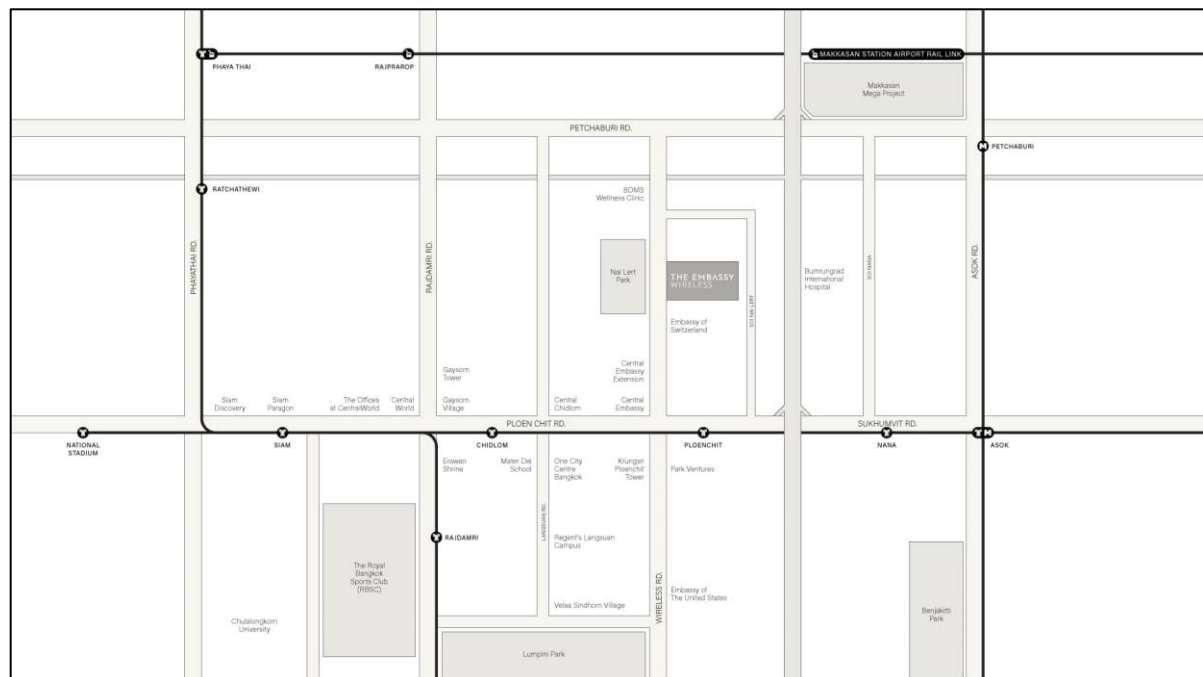 MAKKASAN STATION AIRPORT RAIL LINK
PHAYA THAI
RAJPRAROP
Makkasan
Mega Project
PETCHABURI RD.
PETCHABURI
RATCHATHEWI
BDMS
Wellness Clinic
PHAYATHAI RD.
RAJDAMRI RD.
Nai Lert
Park
THE EMBASSY
WIRELESS
Bumrungrad
International
Hospital
SOI NANA
ASOK RD.
SOI NAI LERT
Embassy of
Switzerland
Gaysorn
Tower
Central
Embassy
Extension
Siam
Discovery
Siam
Paragon
The Offices
at CentralWorld
Central
World
Gaysorn
Village
Central
Chidlom
Central
Embassy
PLOEN CHIT RD.
SUKHUMVIT RD.
NATIONAL
STADIUM
SIAM
CHIDLOM
PLOENCHIT
NANA
ASOK
Erawan
Shrine
Mater Dei
School
One City
Centre
Bangkok
Krungsri
Ploenchit
Tower
Park Ventures
LANGSUAN RD.
RAJDAMRI
Regent's Langsuan
Campus
The Royal
Bangkok
Sports Club
(RBSC)
WIRELESS RD.
Embassy of
The United States
Velaa Sindhorn Village
Chulalongkorn
University
Benjakitti
Park
Lumpini Park